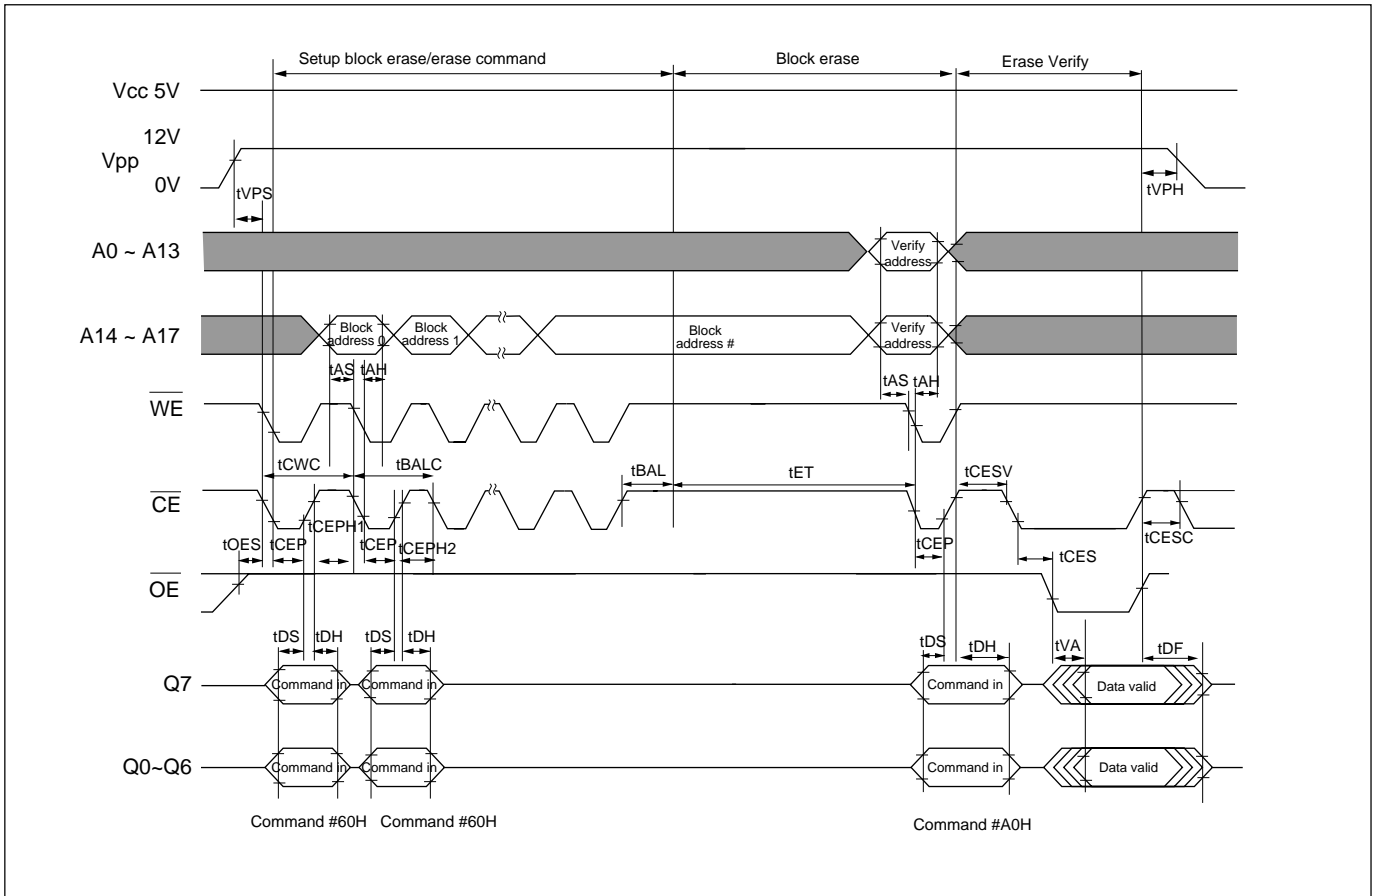 Setup block erase/erase command
Block erase
Erase Verify
Vcc 5V
12V
Vpp
0V
tVPS
tVPH
A0 ~ A13
Verify
address
A14 ~ A17
Block
address 0
Block
address 1
Block
address #
Verify
address
tAS
tAH
tAS
tAH
WE
tCWC
tBALC
tBAL
tET
tCESV
CE
tCEPH1
tOES
tCEP
tCEP
tCEPH2
tCEP
tCES
tCESC
OE
tDS
tDH
tDS
tDH
tDS
tDH
tVA
tDF
Q7
Command in
Command in
Command in
Data valid
Q0~Q6
Command in
Command in
Command in
Data valid
Command #60H
Command #60H
Command #A0H